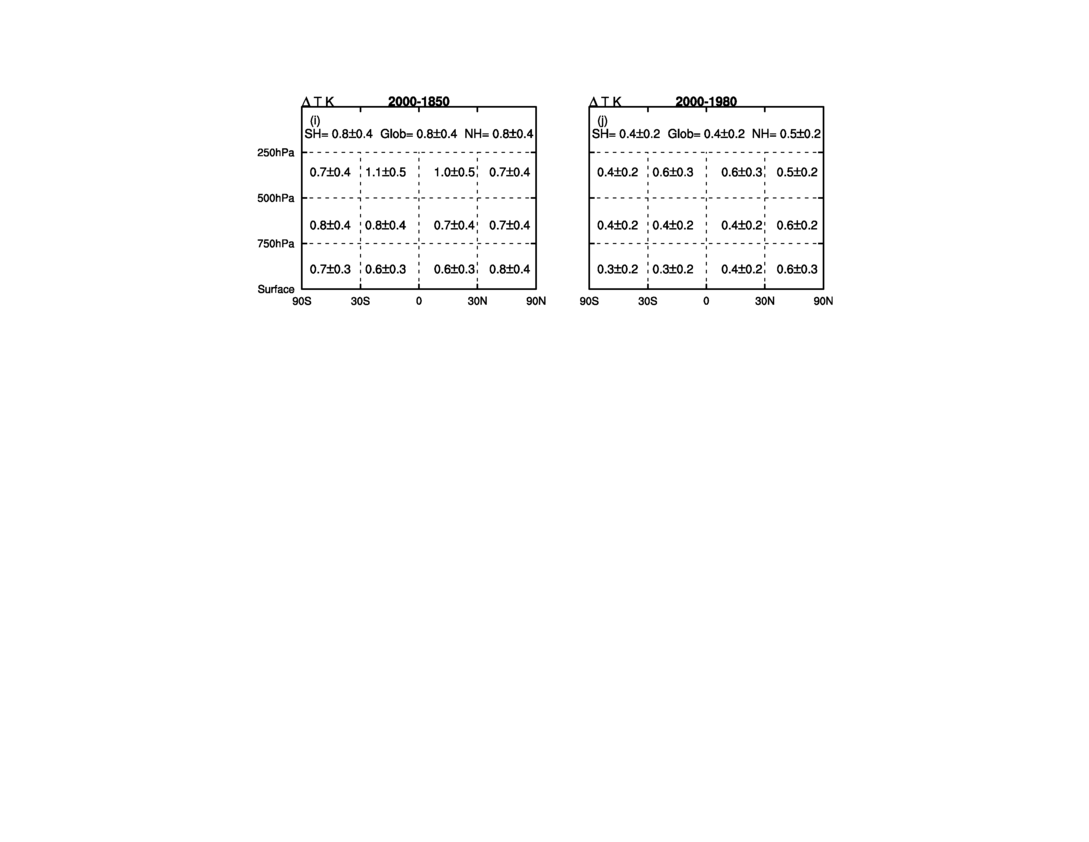 Δ T K 2000-1850
(i)
SH= 0.8±0.4 Glob= 0.8±0.4 NH= 0.8±0.4
250hPa
0.7±0.4 1.1±0.5 1.0±0.5 0.7±0.4
500hPa
0.8±0.4 0.8±0.4 0.7±0.4 0.7±0.4
750hPa
0.7±0.3 0.6±0.3 0.6±0.3 0.8±0.4
Surface
90S 30S 0 30N 90N
Δ T K 2000-1980
(j)
SH= 0.4±0.2 Glob= 0.4±0.2 NH= 0.5±0.2
0.4±0.2 0.6±0.3 0.6±0.3 0.5±0.2
0.4±0.2 0.4±0.2 0.4±0.2 0.6±0.2
0.3±0.2 0.3±0.2 0.4±0.2 0.6±0.3
90S 30S 0 30N 90N